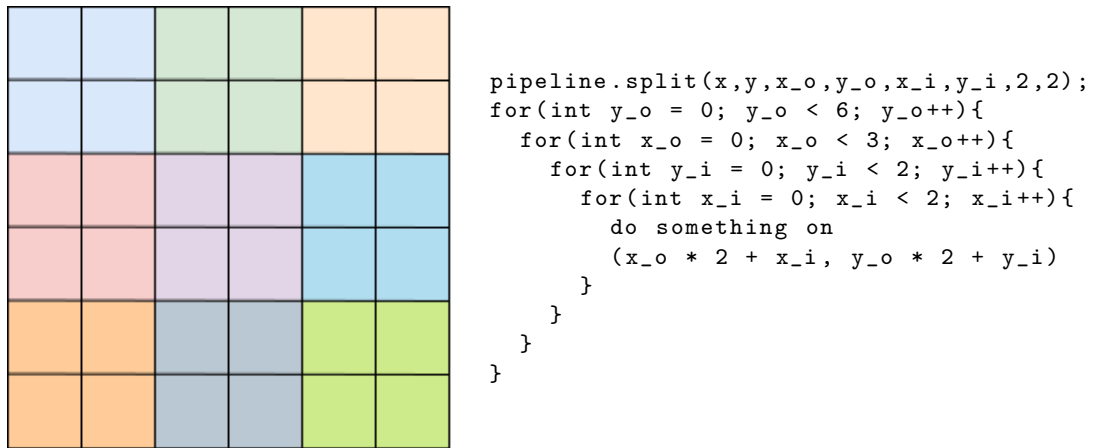 pipeline.split(x,y,x_o,y_o,x_i,y_i,2,2);
for(int y_o = 0; y_o < 6; y_o++){
for(int x_o = 0; x_o < 3; x_o++){
for(int y_i = 0; y_i < 2; y_i++){
for(int x_i = 0; x_i < 2; x_i++){
do something on
(x_o * 2 + x_i, y_o * 2 + y_i)
}
}
}
}